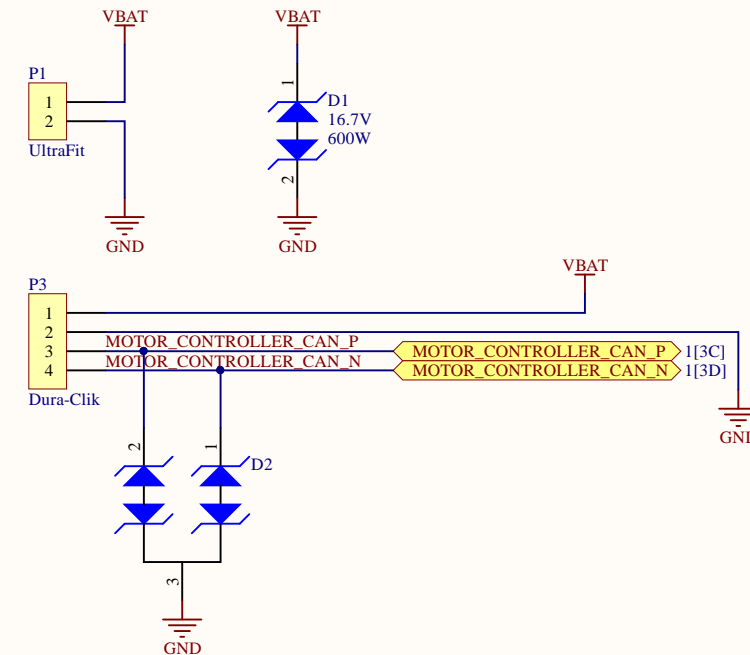 VBAT
VBAT
P1
1
2
UltraFit
1
D1
16.7V
600W
2
GND
GND
P3
VBAT
1
2
3
4
MOTOR_CONTROLLER_CAN_P
MOTOR_CONTROLLER_CAN_P
1[3C]
MOTOR_CONTROLLER_CAN_N
MOTOR_CONTROLLER_CAN_N
1[3D]
Dura-Clik
GND
2
1
D2
3
GND